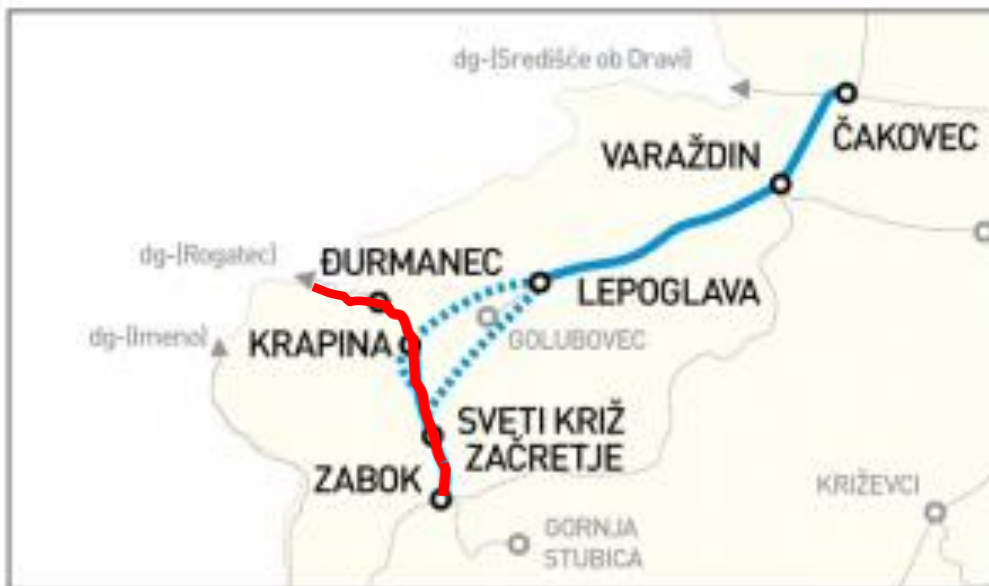 dg-(Središće ob Dravi)
ČAKOVEC
VARAŽDIN
dg-(Rogatec)
ĐURMANEC
LEPOGLAVA
dg-(Imeno)
KRAPINA
GOLUBOVEC
SVETI KRIŽ
ZAČRETJE
ZABOK
KRIŽEVCI
GORNJA
STUBICA